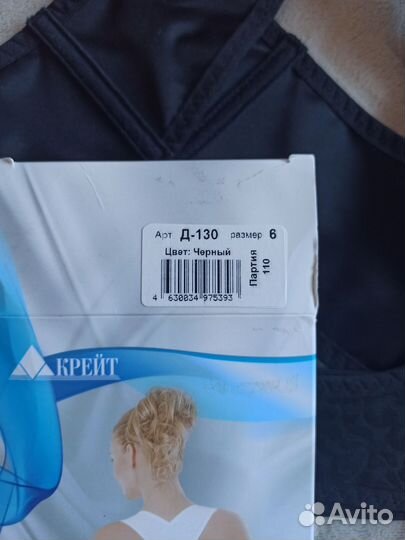 Арт Д-130 размер 6
Цвет: Черный
Партия
110
4 630034 975393
КРЕЙТ
Avito